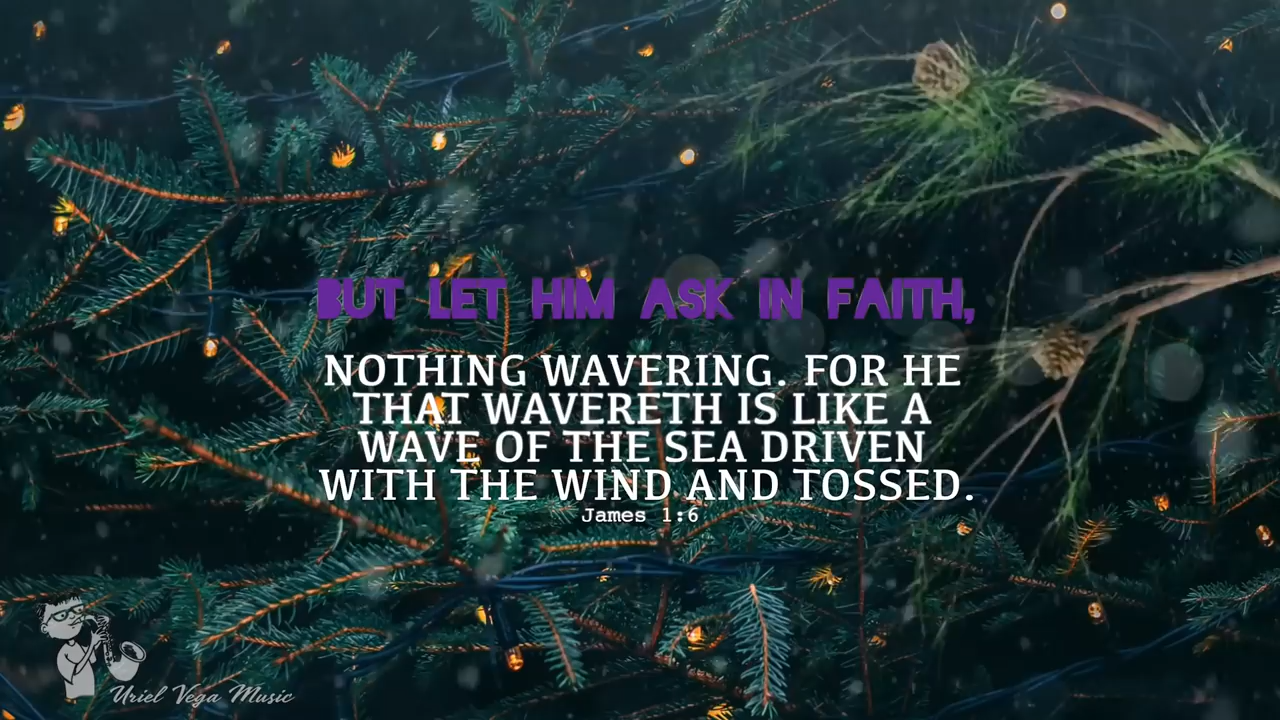 BUT LET HIM ASK IN FAITH,
NOTHING WAVERING. FOR HE
THAT WAVERETH IS LIKE A
WAVE OF THE SEA DRIVEN
WITH THE WIND AND TOSSED.
James 1:6
Uriel Vega Music